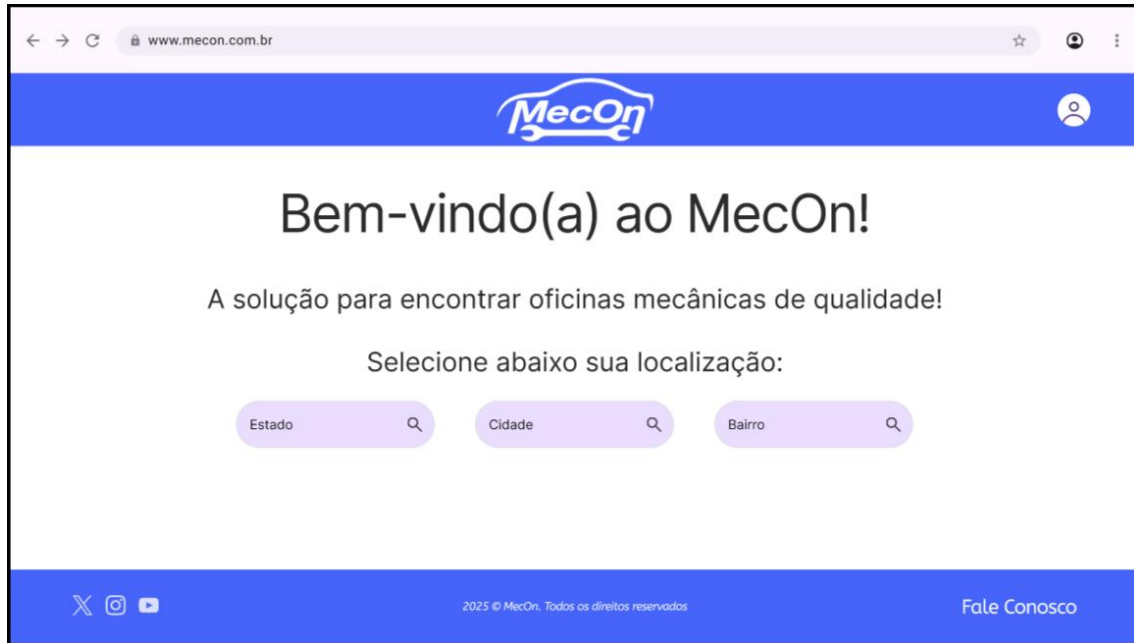 www.mecon.com.br
MecOn
Bem-vindo(a) ao MecOn!
A solução para encontrar oficinas mecânicas de qualidade!
Selecione abaixo sua localização:
Estado Cidade Bairro
2025 © MecOn. Todos os direitos reservados Fale Conosco